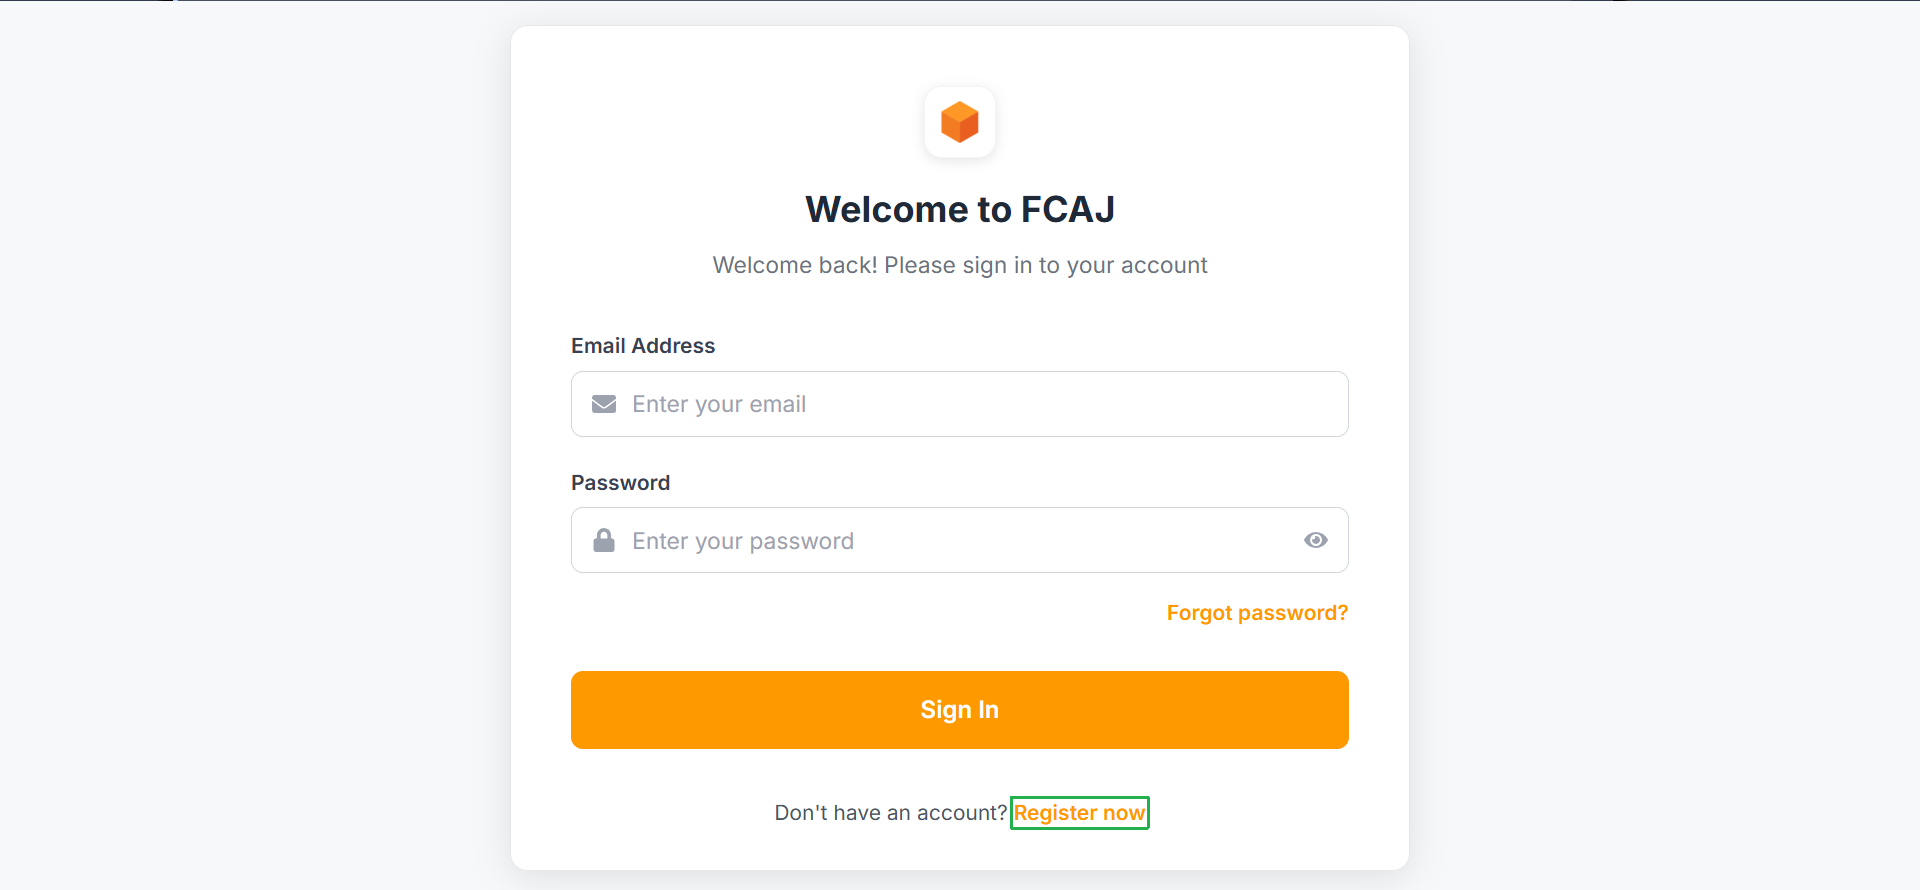 Welcome to FCAJ
Welcome back! Please sign in to your account
Email Address
Enter your email
Password
Enter your password
Forgot password?
Sign In
Don't have an account? Register now